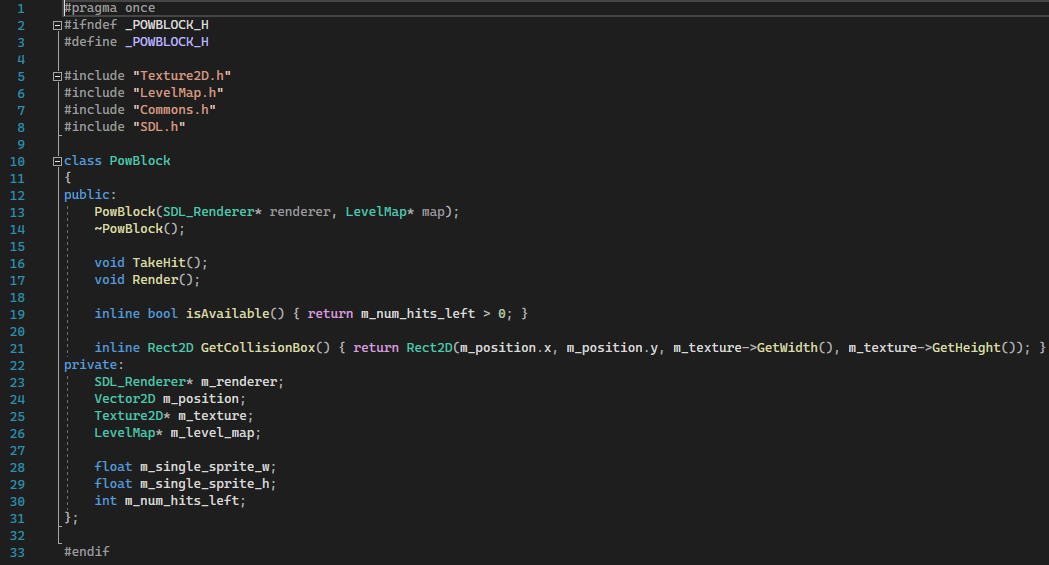 1 #pragma once
2 #ifndef _POWBLOCK_H
3 #define _POWBLOCK_H
4
5 #include "Texture2D.h"
6 #include "LevelMap.h"
7 #include "Commons.h"
8 #include "SDL.h"
9
10 class PowBlock
11 {
12 public:
13     PowBlock(SDL_Renderer* renderer, LevelMap* map);
14     ~PowBlock();
15
16     void TakeHit();
17     void Render();
18
19     inline bool isAvailable() { return m_num_hits_left > 0; }
20
21     inline Rect2D GetCollisionBox() { return Rect2D(m_position.x, m_position.y, m_texture->GetWidth(), m_texture->GetHeight()); }
22 private:
23     SDL_Renderer* m_renderer;
24     Vector2D m_position;
25     Texture2D* m_texture;
26     LevelMap* m_level_map;
27
28     float m_single_sprite_w;
29     float m_single_sprite_h;
30     int m_num_hits_left;
31 };
32
33 #endif